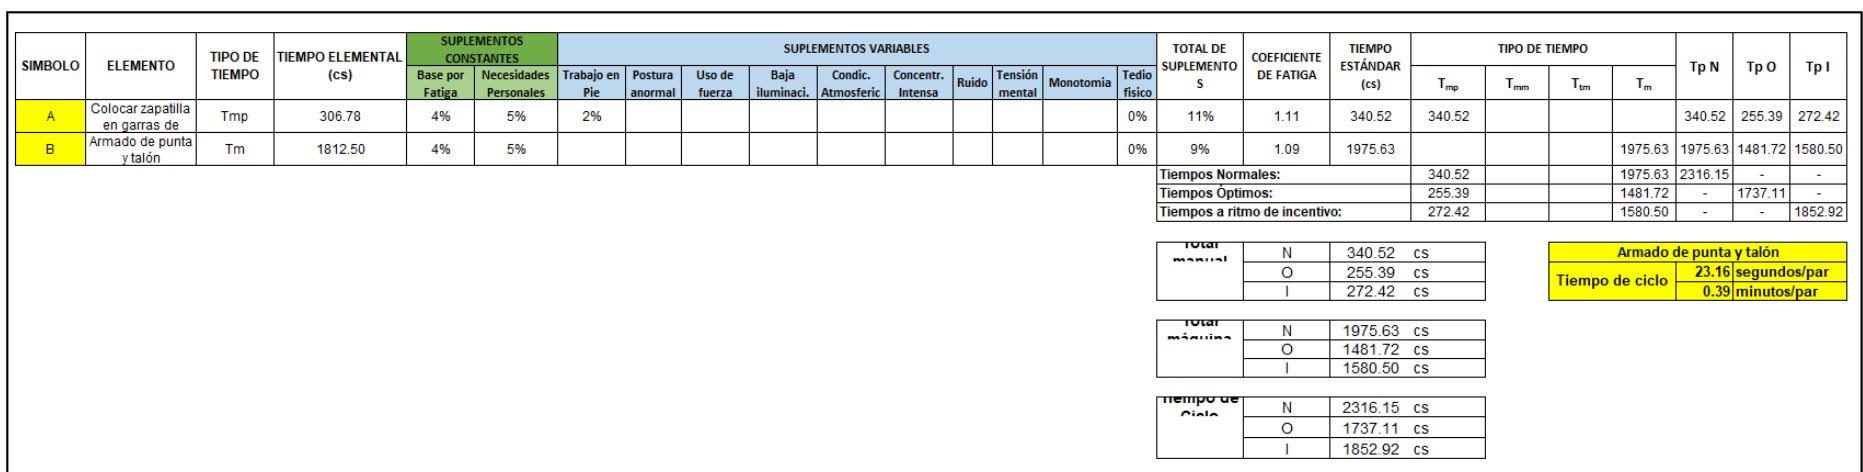 SIMBOLO
ELEMENTO
TIPO DE
TIEMPO
TIEMPO ELEMENTAL
(cs)
SUPLEMENTOS
CONSTANTES
SUPLEMENTOS VARIABLES
TOTAL DE
SUPLEMENTO
S
COEFICIENTE
DE FATIGA
TIEMPO
ESTÁNDAR
(cs)
TIPO DE TIEMPO
Tp N
Tp O
Tp I
Base por
Fatiga
Necesidades
Personales
Trabajo en
Pie
Postura
anormal
Uso de
fuerza
Baja
iluminaci.
Condic.
Atmosferic
Concentr.
Intensa
Ruido
Tensión
mental
Monotomia
Tedio
fisico
Tmp
Tmm
Ttm
Tm
A
Colocar zapatilla
en garras de
Tmp
306.78
4%
5%
2%
0%
11%
1.11
340.52
340.52
340.52
255.39
272.42
B
Armado de punta
y talón
Tm
1812.50
4%
5%
0%
9%
1.09
1975.63
1975.63
1975.63
1481.72
1580.50
Tiempos Normales:
340.52
1975.63
2316.15
-
-
Tiempos Óptimos:
255.39
1481.72
-
1737.11
-
Tiempos a ritmo de incentivo:
272.42
1580.50
-
-
1852.92
Total
manual
N 340.52 cs
O 255.39 cs
I 272.42 cs
Armado de punta y talón
Tiempo de ciclo
23.16 segundos/par
0.39 minutos/par
Total
máquina
N 1975.63 cs
O 1481.72 cs
I 1580.50 cs
Tiempo de
Ciclo
N 2316.15 cs
O 1737.11 cs
I 1852.92 cs